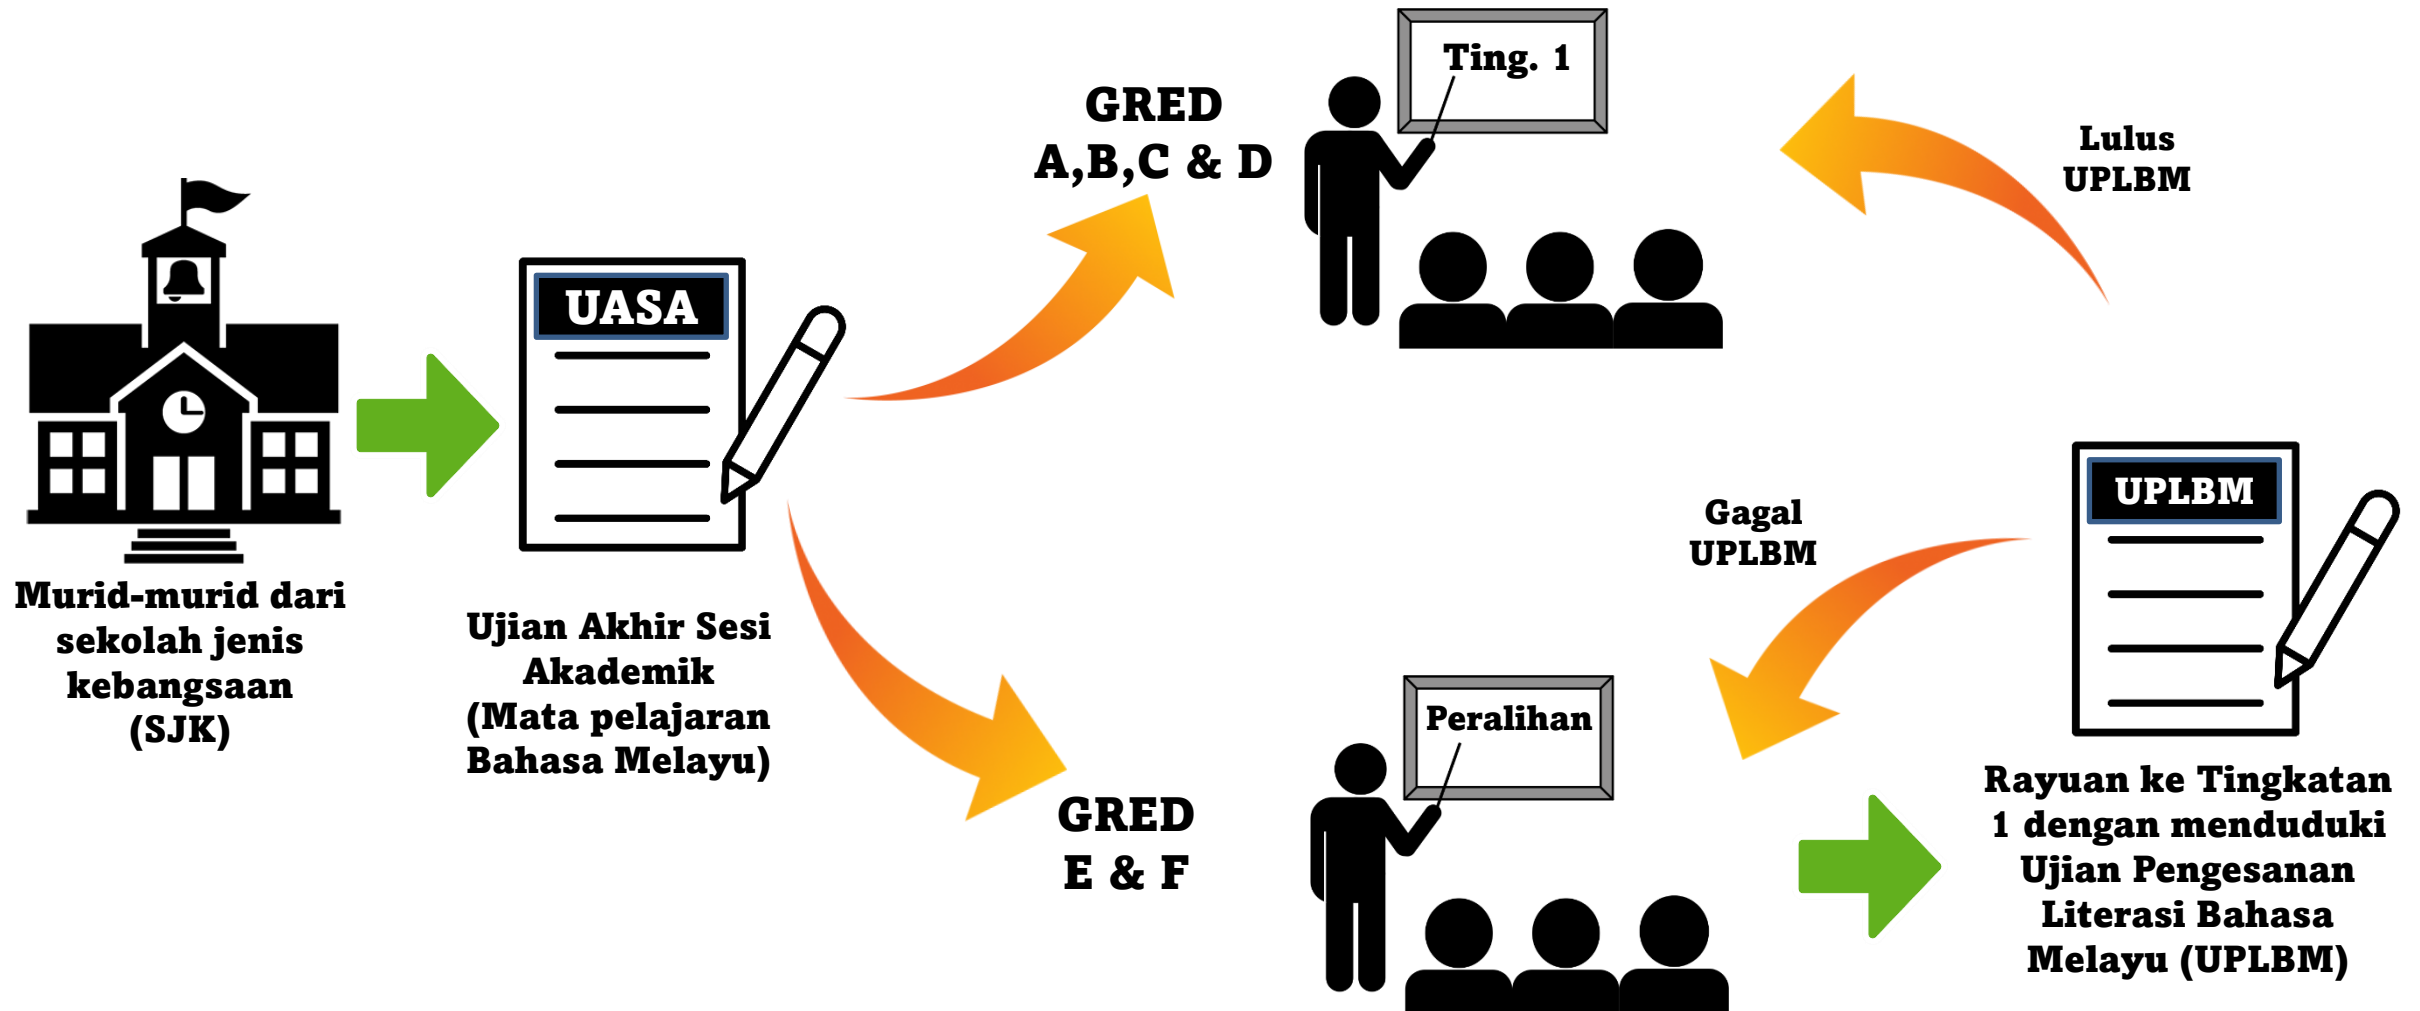 Murid-murid dari
sekolah jenis
kebangsaan
(SJK)
UASA
Ujian Akhir Sesi
Akademik
(Mata pelajaran
Bahasa Melayu)
GRED
A,B,C & D
Ting. 1
GRED
E & F
Peralihan
UPLBM
Rayuan ke Tingkatan
1 dengan menduduki
Ujian Pengesanan
Literasi Bahasa
Melayu (UPLBM)
Gagal
UPLBM
Lulus
UPLBM